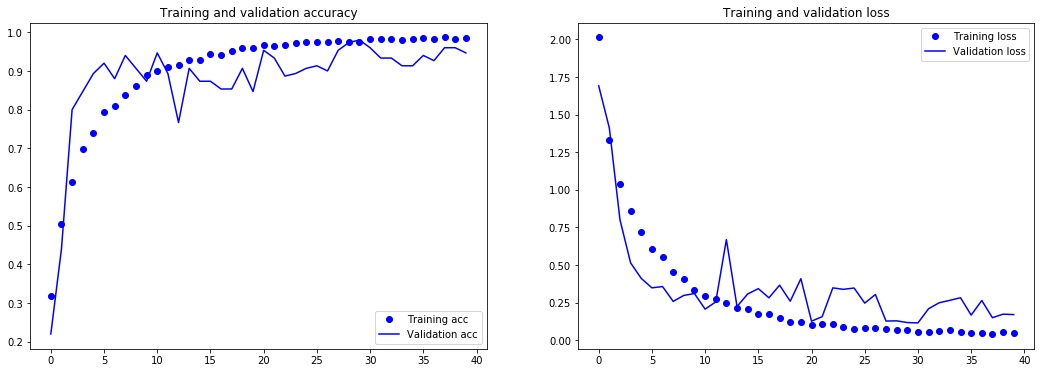 Training and validation accuracy
1.0
0.9
0.8
0.7
0.6
0.5
0.4
0.3
0.2
Training acc
Validation acc
0 5 10 15 20 25 30 35 40
Training and validation loss
2.00
1.75
1.50
1.25
1.00
0.75
0.50
0.25
0.00
Training loss
Validation loss
0 5 10 15 20 25 30 35 40